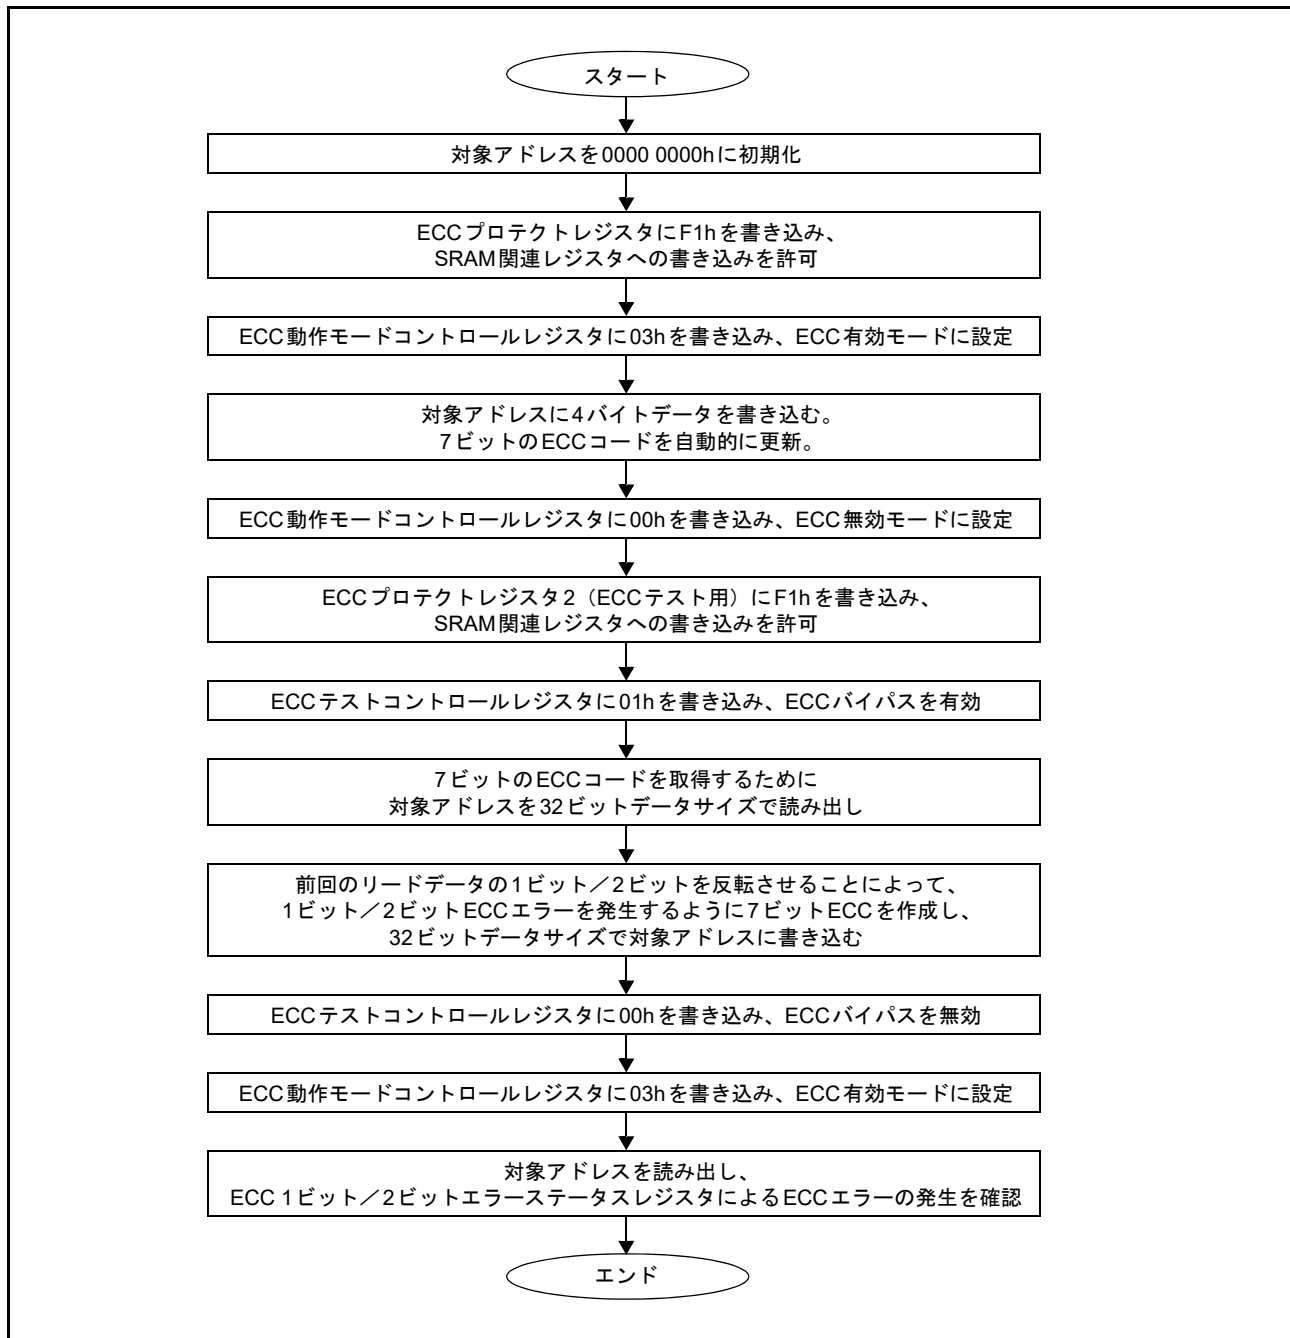 スタート
対象アドレスを0000 0000hに初期化
ECCプロテクトレジスタにF1hを書き込み、
SRAM関連レジスタへの書き込みを許可
ECC動作モードコントロールレジスタに03hを書き込み、ECC有効モードに設定
対象アドレスに4バイトデータを書き込む。
7ビットのECCコードを自動的に更新。
ECC動作モードコントロールレジスタに00hを書き込み、ECC無効モードに設定
ECCプロテクトレジスタ2（ECCテスト用）にF1hを書き込み、
SRAM関連レジスタへの書き込みを許可
ECCテストコントロールレジスタに01hを書き込み、ECCバイパスを有効
7ビットのECCコードを取得するために
対象アドレスを32ビットデータサイズで読み出し
前回のリードデータの1ビット／2ビットを反転させることによって、
1ビット／2ビットECCエラーを発生するように7ビットECCを作成し、
32ビットデータサイズで対象アドレスに書き込む
ECCテストコントロールレジスタに00hを書き込み、ECCバイパスを無効
ECC動作モードコントロールレジスタに03hを書き込み、ECC有効モードに設定
対象アドレスを読み出し、
ECC 1ビット／2ビットエラーステータスレジスタによるECCエラーの発生を確認
エンド